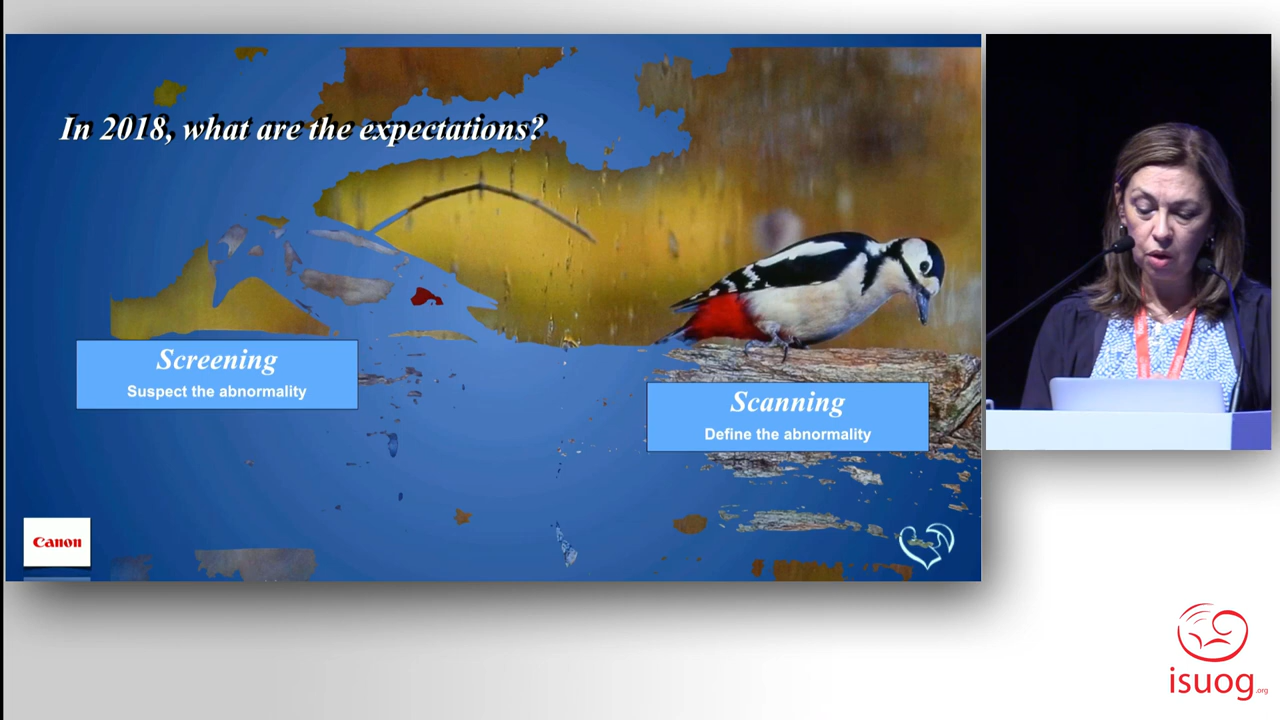 In 2018, what are the expectations?
Screening
Suspect the abnormality
Scanning
Define the abnormality
Canon
isuog.org